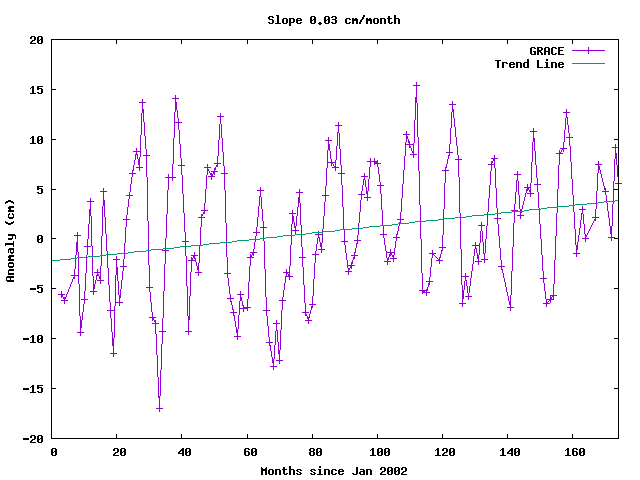 Slope 0.03 cm/month
GRACE
Trend Line
20
15
10
5
0
-5
-10
-15
-20
Anomaly (cm)
0 20 40 60 80 100 120 140 160
Months since Jan 2002